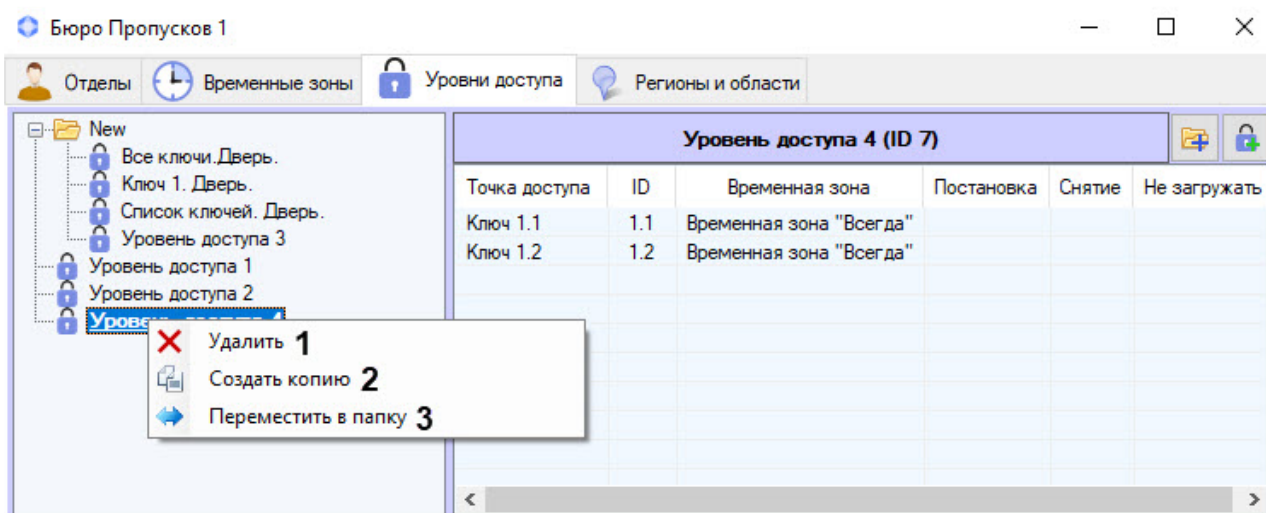 Бюро Пропусков 1
Отделы Временные зоны Уровни доступа Регионы и области
New
Все ключи.Дверь.
Ключ 1. Дверь.
Список ключей. Дверь.
Уровень доступа 3
Уровень доступа 1
Уровень доступа 2
Уровень доступа 4
Удалить 1
Создать копию 2
Переместить в папку 3
Уровень доступа 4 (ID 7)
Точка доступа ID Временная зона Постановка Снятие Не загружать
Ключ 1.1 1.1 Временная зона "Всегда"
Ключ 1.2 1.2 Временная зона "Всегда"